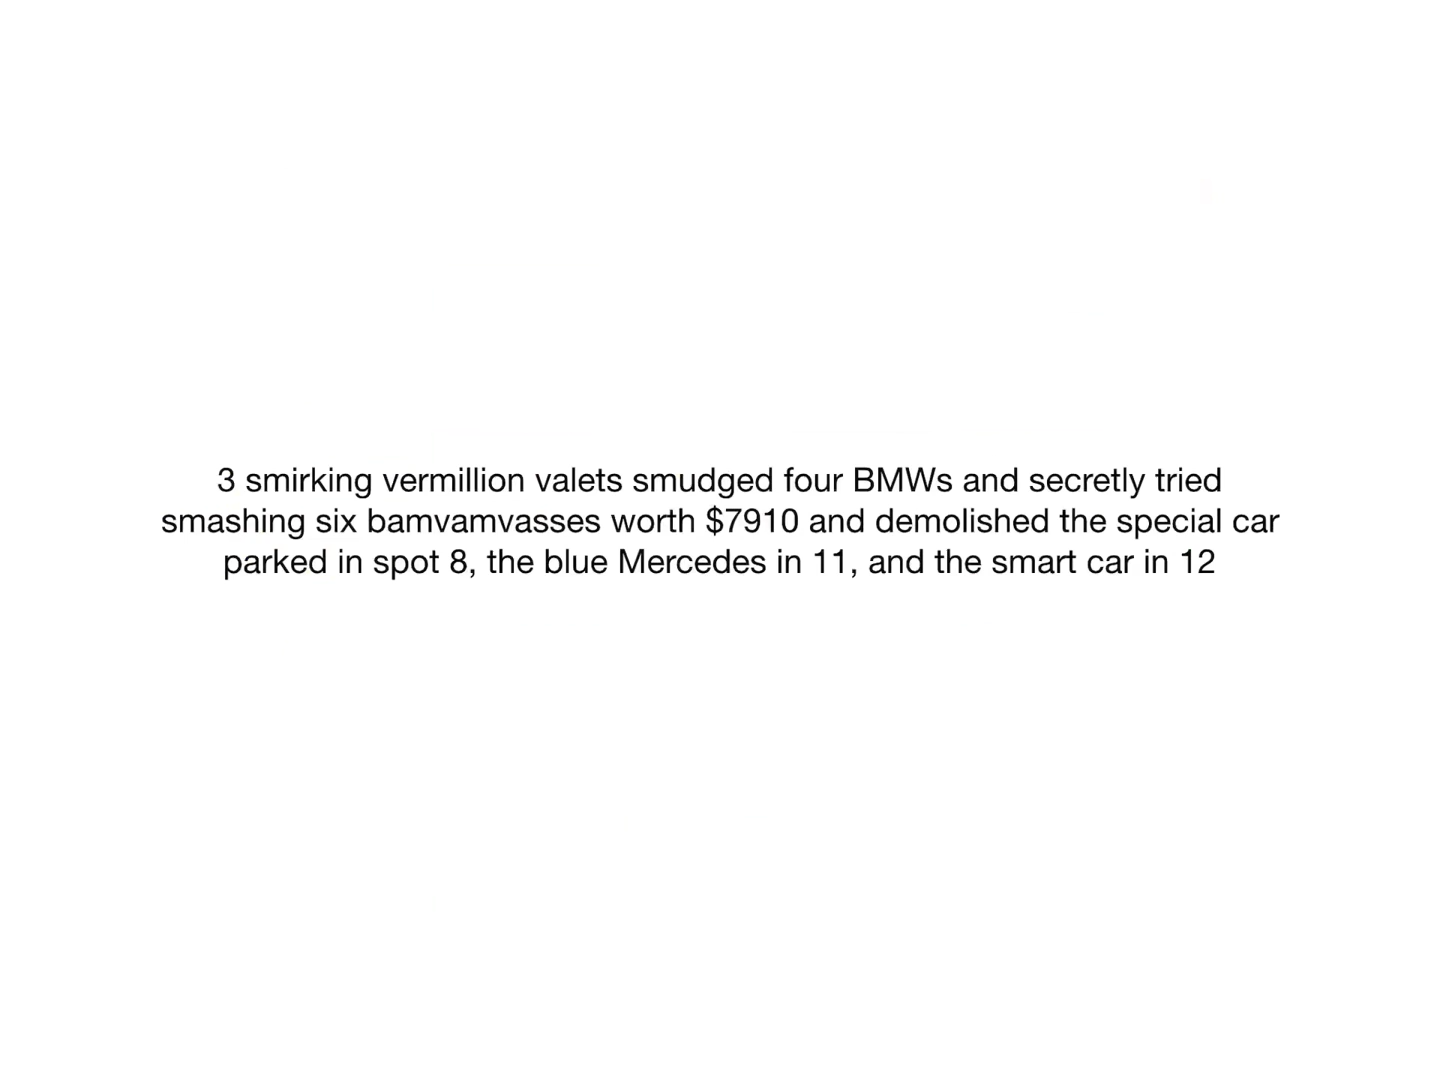 3 smirking vermillion valets smudged four BMWs and secretly tried
smashing six bamvamvasses worth $7910 and demolished the special car
parked in spot 8, the blue Mercedes in 11, and the smart car in 12